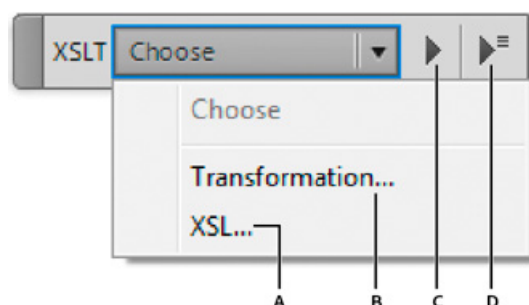 XSLT Choose
Choose
Transformation...
XSL...
A B C D